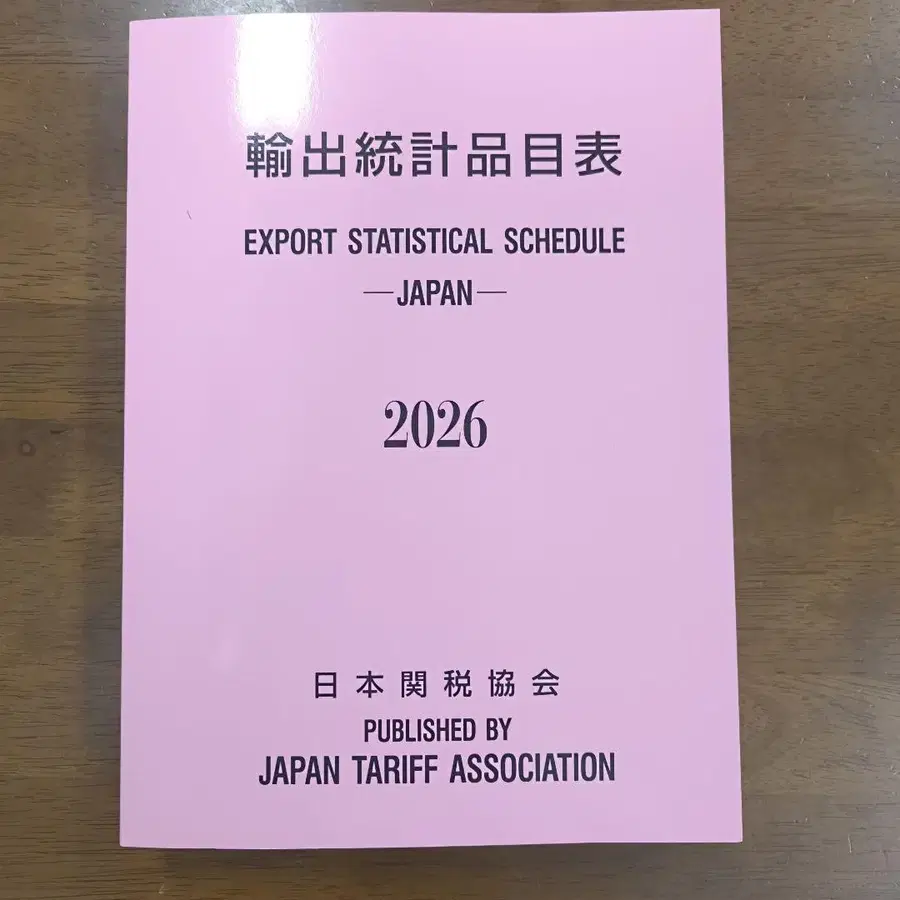 輸出統計品目表
EXPORT STATISTICAL SCHEDULE
—JAPAN—
2026
日本関税協会
PUBLISHED BY
JAPAN TARIFF ASSOCIATION